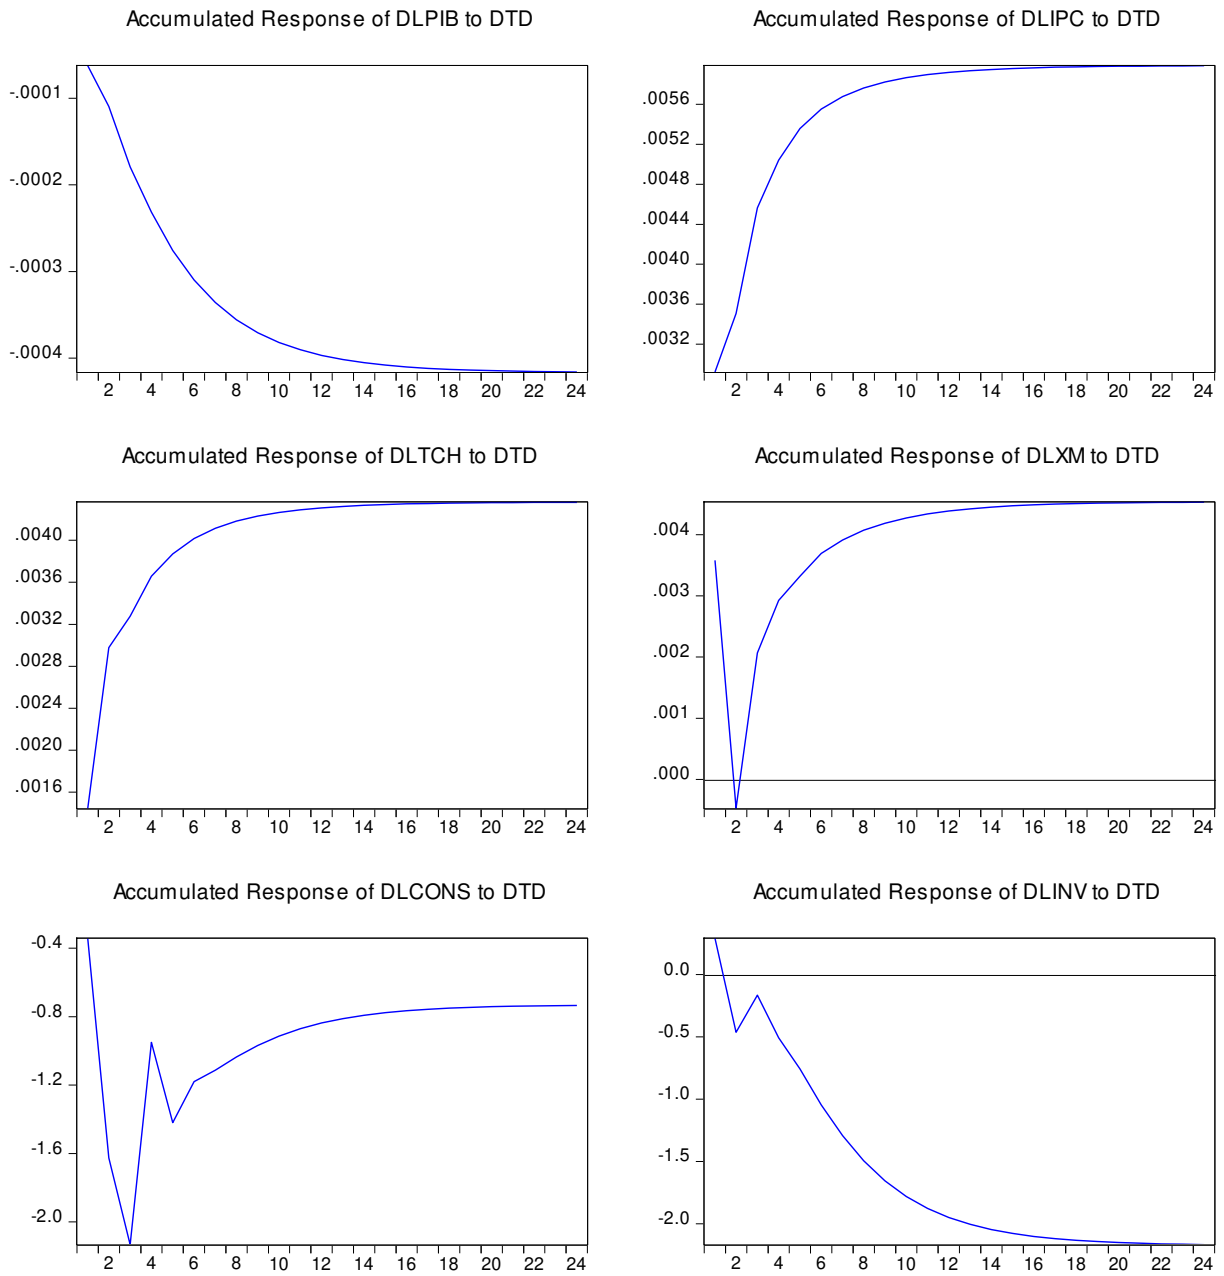 Accumulated Response of DLPIB to DTD
-.0001
-.0002
-.0003
-.0004
2 4 6 8 10 12 14 16 18 20 22 24
Accumulated Response of DLIPC to DTD
.0056
.0052
.0048
.0044
.0040
.0036
.0032
2 4 6 8 10 12 14 16 18 20 22 24
Accumulated Response of DLTCH to DTD
.0040
.0036
.0032
.0028
.0024
.0020
.0016
2 4 6 8 10 12 14 16 18 20 22 24
Accumulated Response of DLXM to DTD
.004
.003
.002
.001
.000
2 4 6 8 10 12 14 16 18 20 22 24
Accumulated Response of DLCONS to DTD
-0.4
-0.8
-1.2
-1.6
-2.0
2 4 6 8 10 12 14 16 18 20 22 24
Accumulated Response of DLINV to DTD
0.0
-0.5
-1.0
-1.5
-2.0
2 4 6 8 10 12 14 16 18 20 22 24